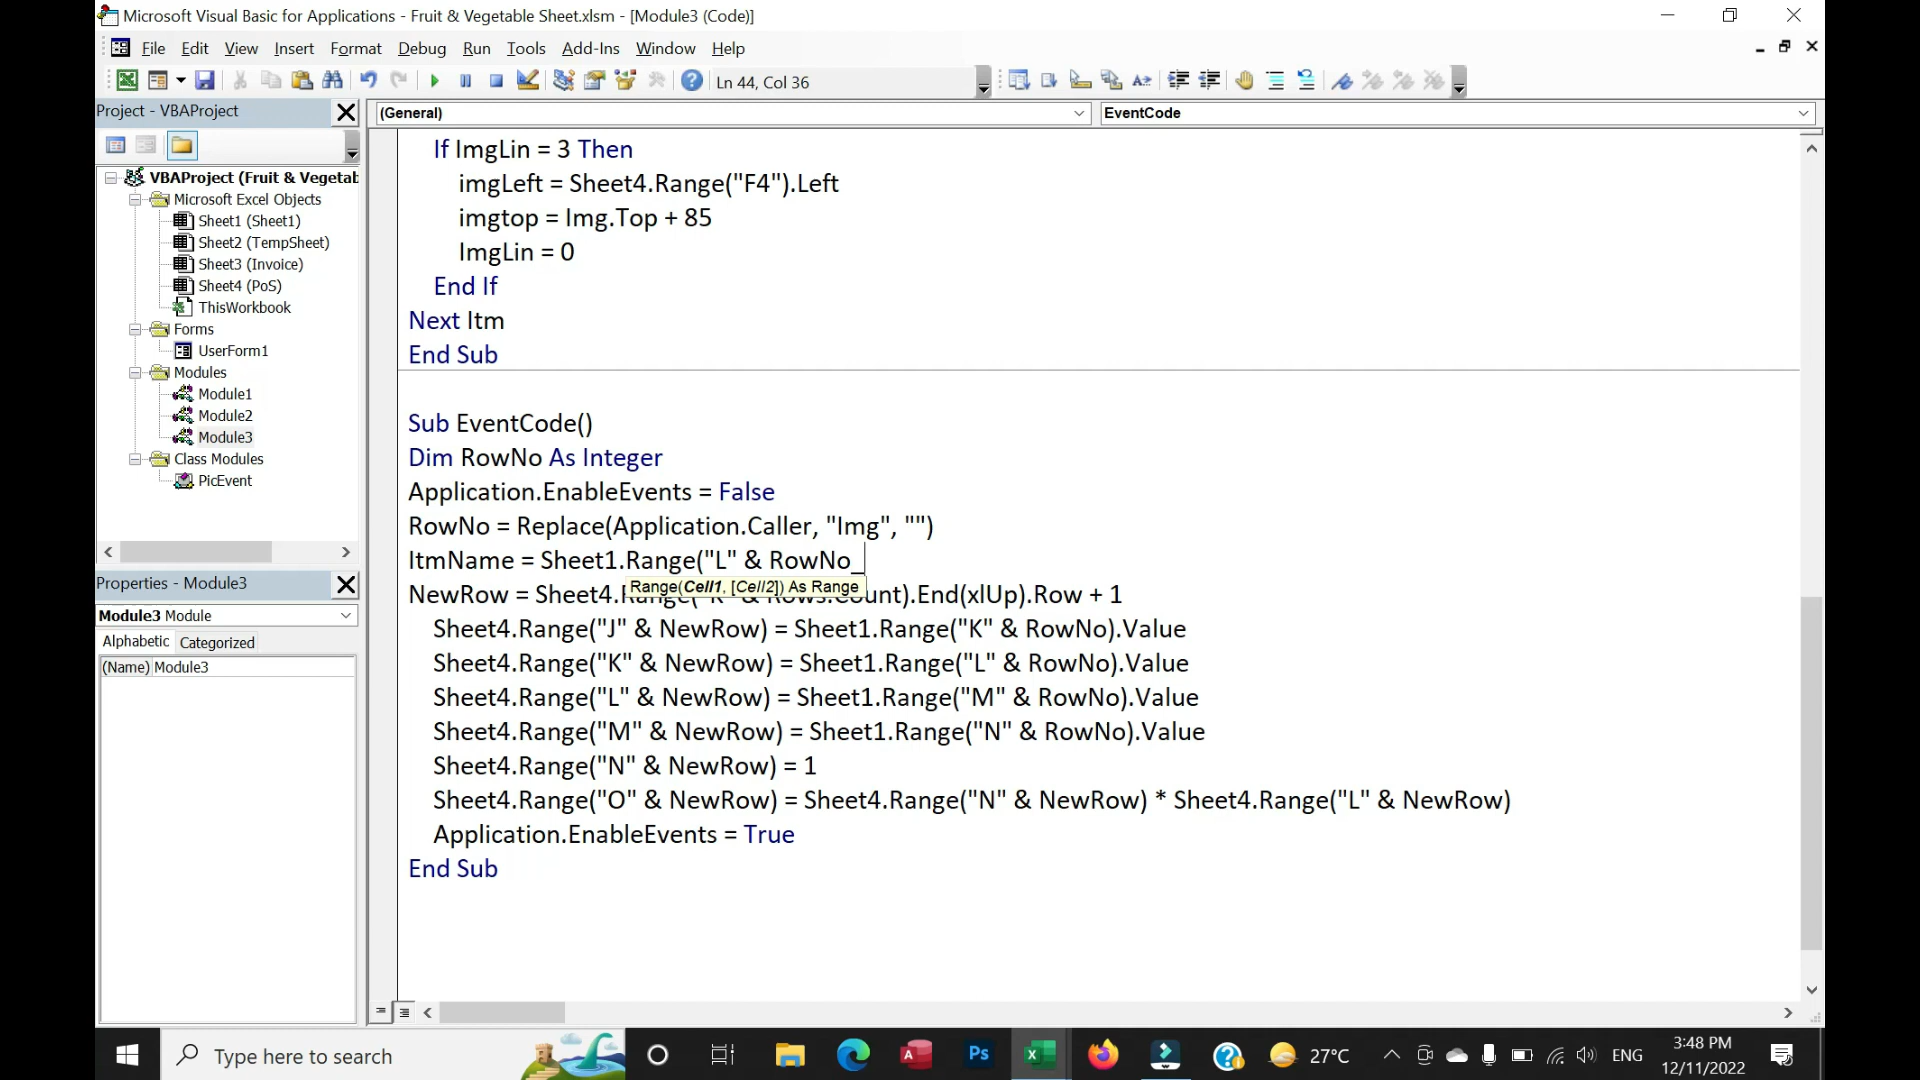 Microsoft Visual Basic for Applications - Fruit & Vegetable Sheet.xlsm - [Module3 (Code)]
File Edit View Insert Format Debug Run Tools Add-Ins Window Help
Ln 44, Col 36
Project - VBAProject
(General)
EventCode
VBAProject (Fruit & Vegetab
Microsoft Excel Objects
Sheet1 (Sheet1)
Sheet2 (TempSheet)
Sheet3 (Invoice)
Sheet4 (PoS)
ThisWorkbook
Forms
UserForm1
Modules
Module1
Module2
Module3
Class Modules
PicEvent
Properties - Module3
Module3 Module
Alphabetic Categorized
(Name) Module3
If ImgLin = 3 Then
imgLeft = Sheet4.Range("F4").Left
imgtop = Img.Top + 85
ImgLin = 0
End If
Next Itm
End Sub
Sub EventCode()
Dim RowNo As Integer
Application.EnableEvents = False
RowNo = Replace(Application.Caller, "Img", "")
ItmName = Sheet1.Range("L" & RowNo_
Range(Cell1, [Cell2]) As Range
NewRow = Sheet4.Range("K" & Rows.Count).End(xlUp).Row + 1
Sheet4.Range("J" & NewRow) = Sheet1.Range("K" & RowNo).Value
Sheet4.Range("K" & NewRow) = Sheet1.Range("L" & RowNo).Value
Sheet4.Range("L" & NewRow) = Sheet1.Range("M" & RowNo).Value
Sheet4.Range("M" & NewRow) = Sheet1.Range("N" & RowNo).Value
Sheet4.Range("N" & NewRow) = 1
Sheet4.Range("O" & NewRow) = Sheet4.Range("N" & NewRow) * Sheet4.Range("L" & NewRow)
Application.EnableEvents = True
End Sub
Type here to search
Ps
27°C
ENG
3:48 PM
12/11/2022